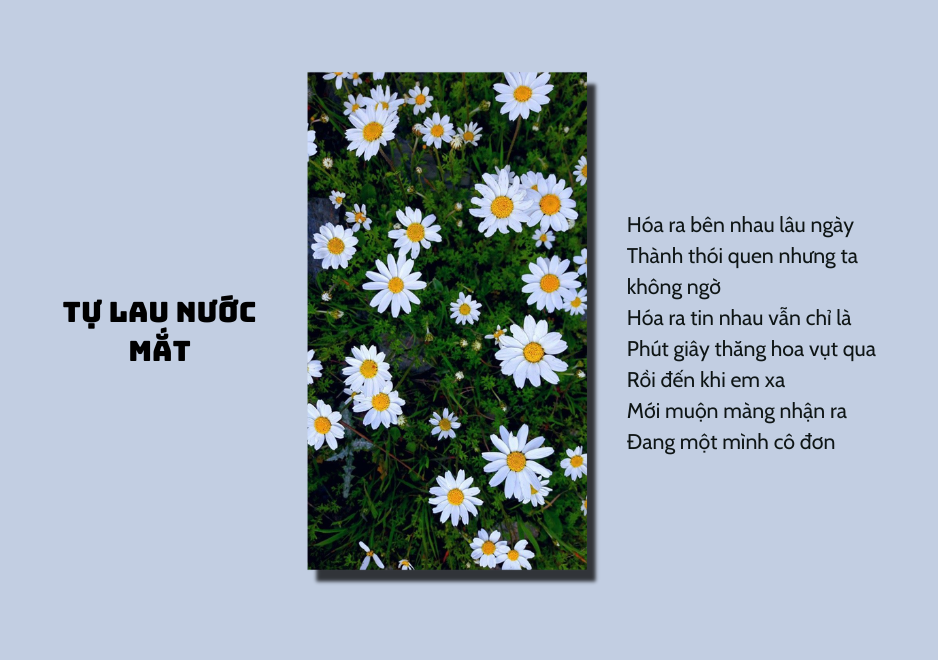 TỰ LAU NƯỚC
MẮT
Hóa ra bên nhau lâu ngày
Thành thói quen nhưng ta
không ngờ
Hóa ra tin nhau vẫn chỉ là
Phút giây thăng hoa vụt qua
Rồi đến khi em xa
Mới muộn màng nhận ra
Đang một mình cô đơn